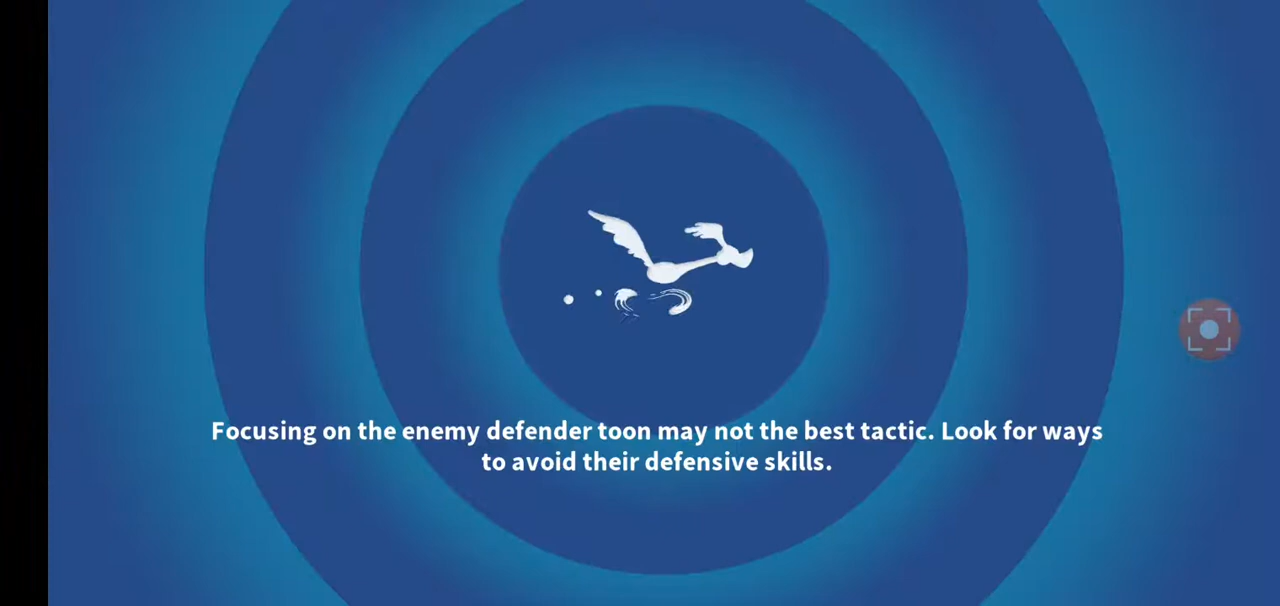 Focusing on the enemy defender toon may not the best tactic. Look for ways
to avoid their defensive skills.